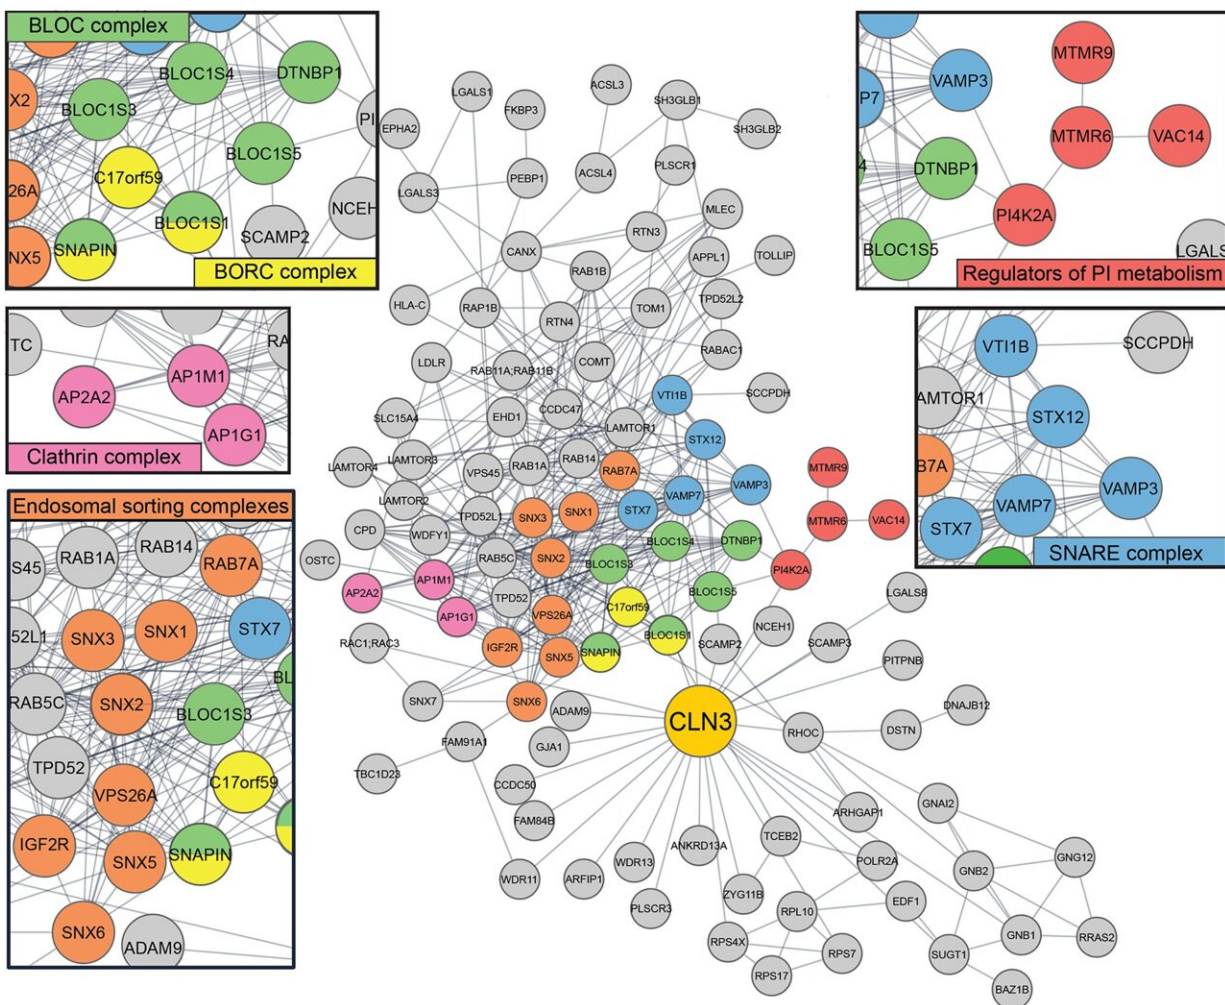 BLOC complex
BLOC1S4
DTNBP1
X2
BLOC1S3
PI
BLOC1S5
C17orf59
26A
BLOC1S1
NCEH
SNAPIN
SCAMP2
NX5
BORC complex
TC
RA
AP1M1
AP2A2
AP1G1
Clathrin complex
Endosomal sorting complexes
RAB14
S45
RAB1A
RAB7A
SNX3
SNX1
STX7
52L1
BL
SNX2
RAB5C
BLOC1S3
TPD52
C17orf59
VPS26A
IGF2R
SNX5
SNAPIN
SNX6
ADAM9
MTMR9
VAMP3
P7
MTMR6
VAC14
4
DTNBP1
PI4K2A
BLOC1S5
LGALS
Regulators of PI metabolism
VTI1B
SCCPDH
AMTOR1
STX12
B7A
VAMP7
VAMP3
STX7
SNARE complex
LGALS1
ACSL3
FKBP3
SH3GLB1
EPHA2
SH3GLB2
PLSCR1
PEBP1
ACSL4
LGALS3
MLEC
RTN3
CANX
APPL1
TOLLIP
RAB1B
HLA-C
RAP1B
RTN4
TOM1
TPD52L2
RABAC1
LDLR
RAB11A;RAB11B
COMT
VTI1B
SCCPDH
SLC15A4
EHD1
CCDC47
LAMTOR1
STX12
LAMTOR4
LAMTOR3
VPS45
RAB1A
RAB14
RAB7A
MTMR9
LAMTOR2
VAMP7
VAMP3
TPD52L1
SNX3
SNX1
STX7
CPD
WDFY1
MTMR6
VAC14
OSTC
RAB5C
SNX2
BLOC1S3
BLOC1S4
DTNBP1
AP1M1
PI4K2A
AP2A2
TPD52
BLOC1S5
LGALS8
AP1G1
VPS26A
C17orf59
NCEH1
RAC1;RAC3
IGF2R
SNX5
SNAPIN
BLOC1S1
SCAMP2
SCAMP3
PITPNB
SNX7
SNX6
ADAM9
CLN3
DNAJB12
FAM91A1
GJA1
RHOC
DSTN
TBC1D23
CCDC50
FAM84B
ARHGAP1
GNAI2
TCEB2
ANKRD13A
POLR2A
GNG12
WDR13
GNB2
WDR11
ARFIP1
ZYG11B
PLSCR3
RPL10
EDF1
RPS4X
GNB1
RRAS2
RPS7
SUGT1
RPS17
BAZ1B